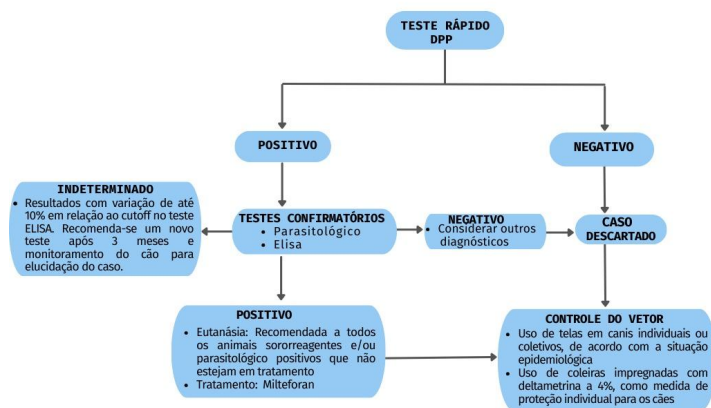 TESTE RÁPIDO
DPP
POSITIVO
NEGATIVO
INDETERMINADO
• Resultados com variação de até
10% em relação ao cutoff no teste
ELISA. Recomenda-se um novo
teste após 3 meses e
monitoramento do cão para
elucidação do caso.
TESTES CONFIRMATÓRIOS
• Parasitológico
• Elisa
NEGATIVO
• Considerar outros
diagnósticos
CASO
DESCARTADO
POSITIVO
• Eutanásia: Recomendada a todos
os animais sororreagentes e/ou
parasitológico positivos que não
estejam em tratamento
• Tratamento: Milteforan
CONTROLE DO VETOR
• Uso de telas em canis individuais ou
coletivos, de acordo com a situação
epidemiológica
• Uso de coleiras impregnadas com
deltametrina a 4%, como medida de
proteção individual para os cães